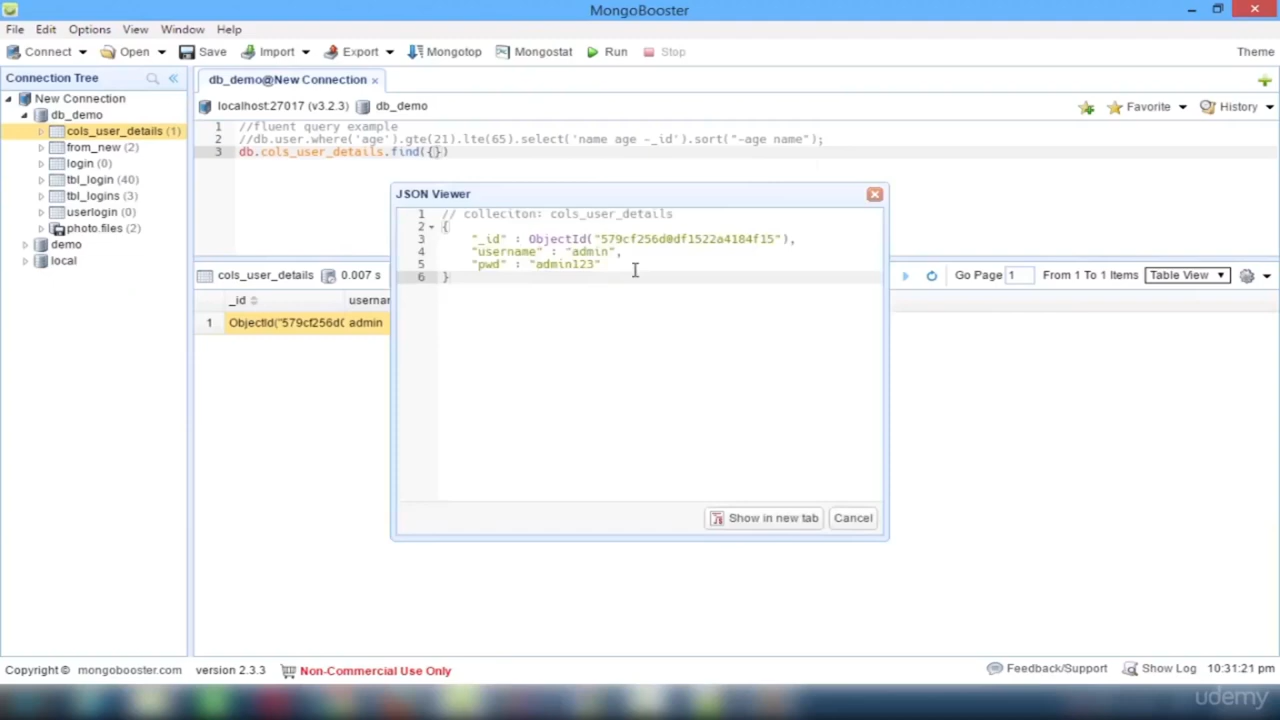 MongoBooster
File Edit Options View Window Help
Connect Open Save Import Export Mongotop Mongostat Run Stop Theme
Connection Tree
db_demo@New Connection ×
New Connection
db_demo
cols_user_details (1)
from_new (2)
login (0)
tbl_login (40)
tbl_logins (3)
userlogin (0)
photo.files (2)
demo
local
localhost:27017 (v3.2.3) db_demo Favorite History
1 //fluent query example
2 //db.user.where('age').gte(21).lte(65).select('name age -_id').sort("-age name");
3 db.cols_user_details.find({})
JSON Viewer
1 // colleciton: cols_user_details
2 {
3 "_id" : ObjectId("579cf256d0df1522a4184f15"),
4 "username" : "admin",
5 "pwd" : "admin123"
6 }
Show in new tab Cancel
cols_user_details 0.007 s Go Page 1 From 1 To 1 Items Table View
_id userna
1 ObjectId("579cf256d( admin
Copyright © mongobooster.com version 2.3.3 Non-Commercial Use Only Feedback/Support Show Log 10:31:21 pm
udemy